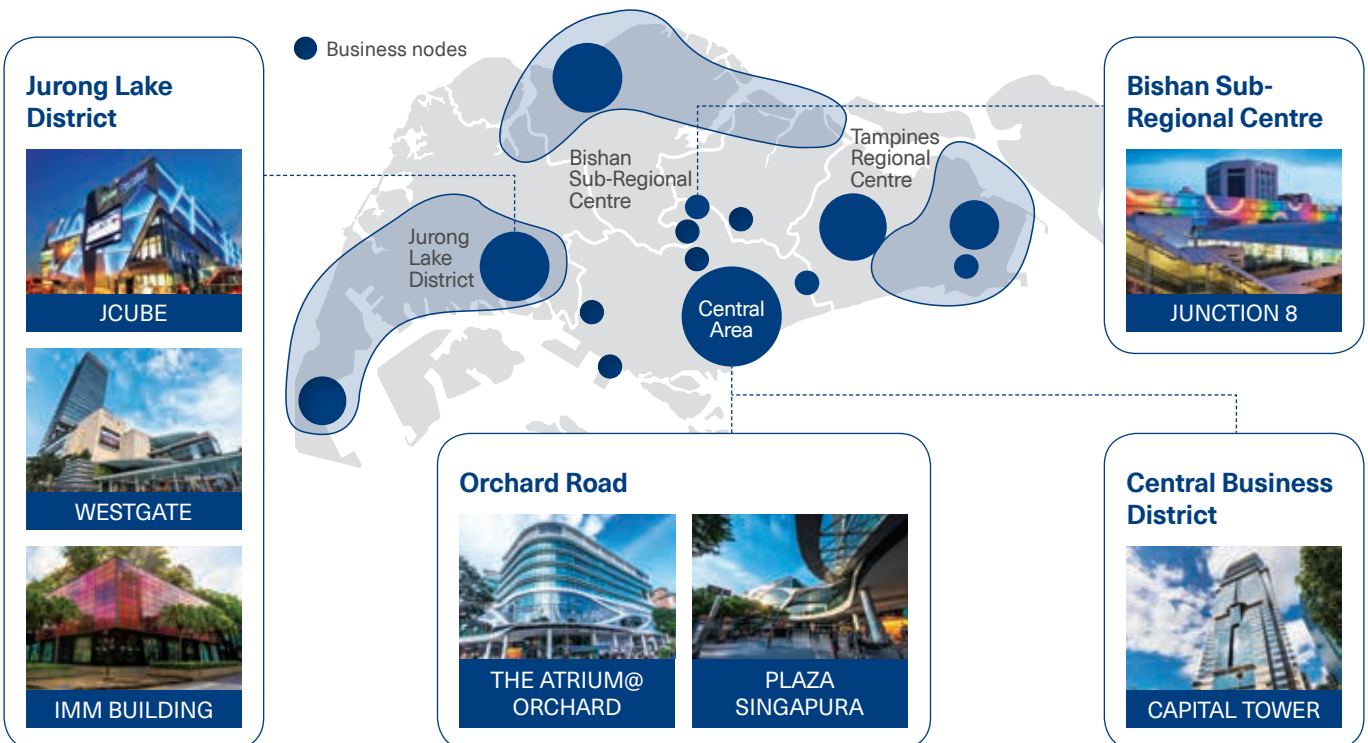 Business nodes
Jurong Lake
District
JCUBE
WESTGATE
IMM BUILDING
Bishan
Sub-Regional
Centre
Tampines
Regional
Centre
Jurong
Lake
District
Central
Area
Bishan Sub-
Regional Centre
JUNCTION 8
Orchard Road
THE ATRIUM@
ORCHARD
PLAZA
SINGAPURA
Central Business
District
CAPITAL TOWER